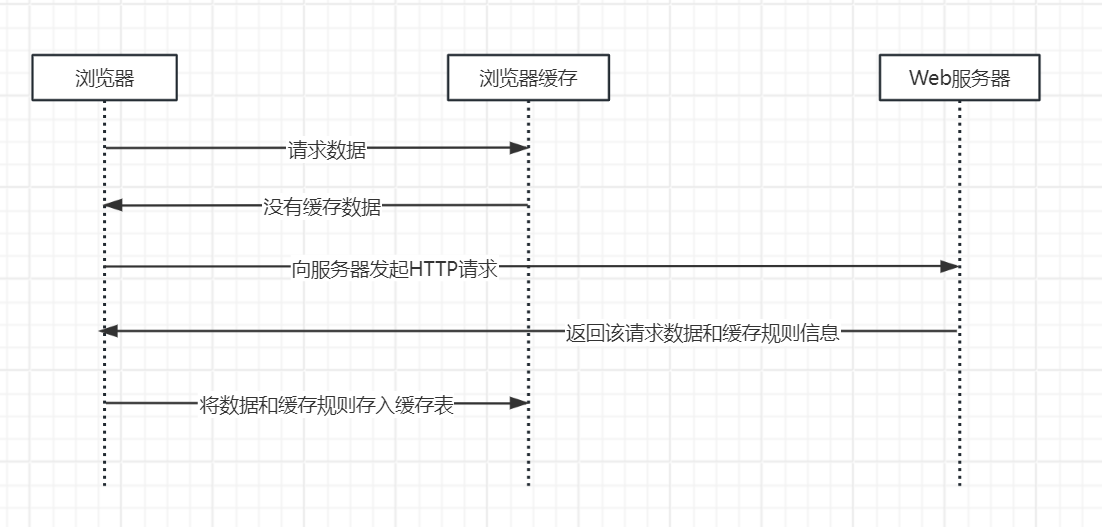 浏览器
浏览器缓存
Web服务器
请求数据
没有缓存数据
向服务器发起HTTP请求
返回该请求数据和缓存规则信息
将数据和缓存规则存入缓存表